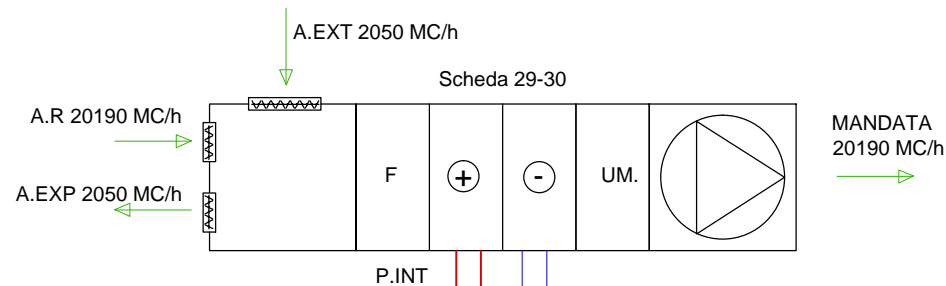 A.EXT 2050 MC/h
Scheda 29-30
A.R 20190 MC/h
MANDATA
20190 MC/h
A.EXP 2050 MC/h
F
+
-
UM.
P.INT